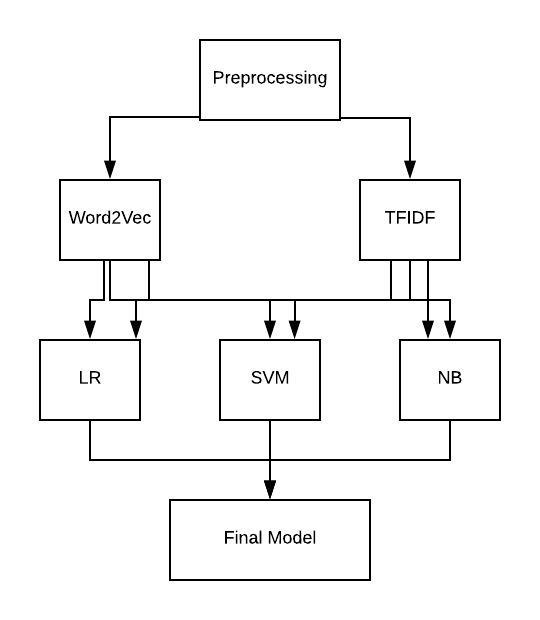 Preprocessing
Word2Vec
TFIDF
LR
SVM
NB
Final Model